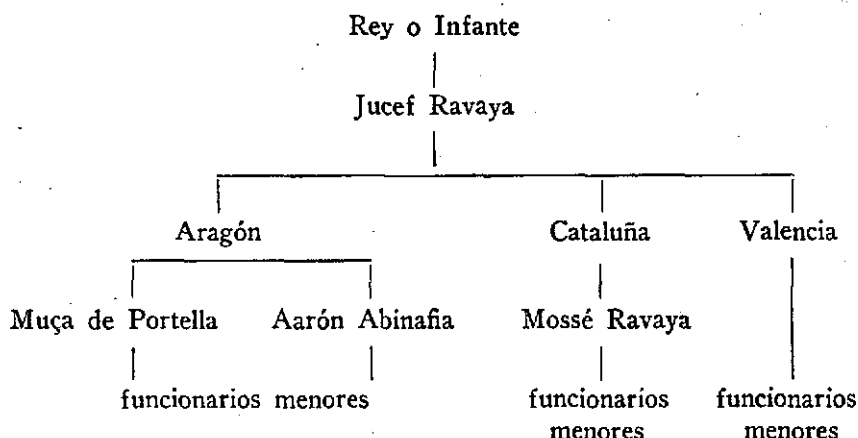 Rey o Infante
Jucef Ravaya
Aragón Cataluña Valencia
Muça de Portella Aarón Abinafia Mossé Ravaya
funcionarios menores funcionarios funcionarios
menores menores